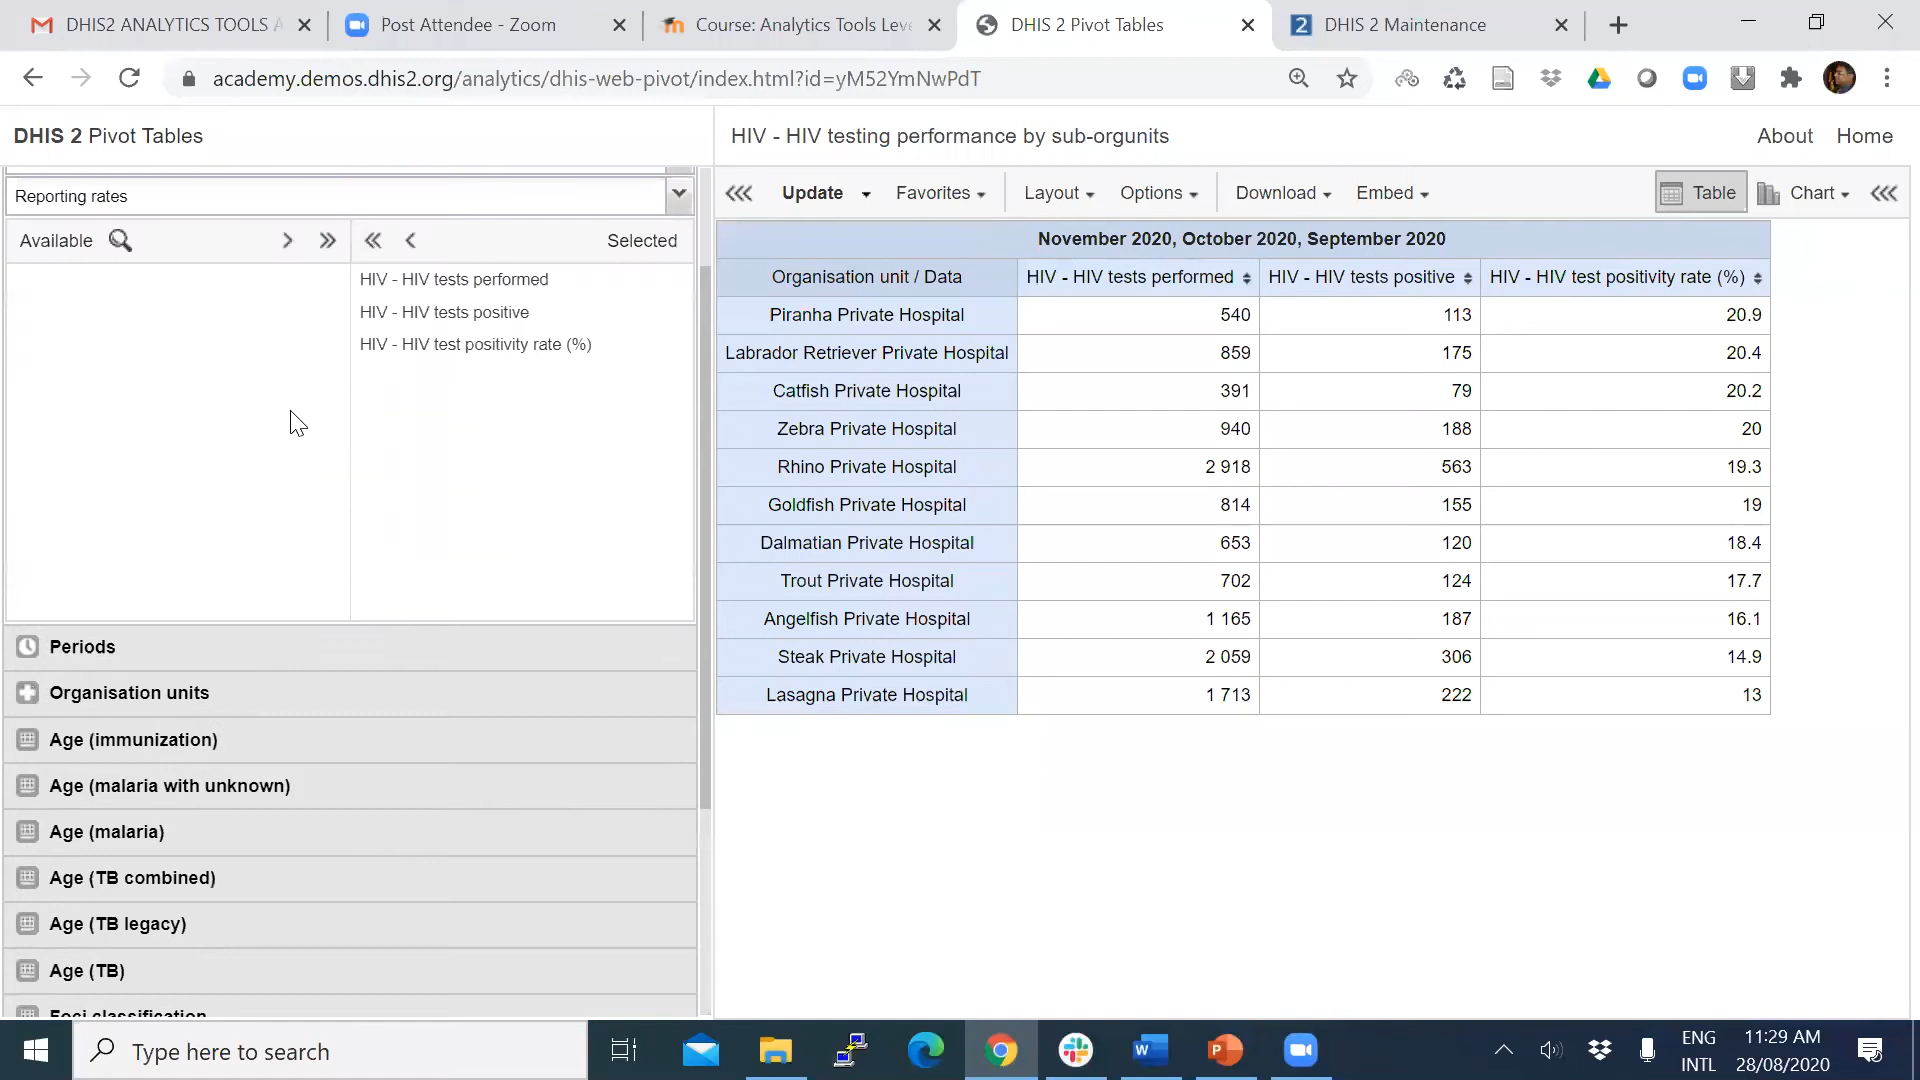 DHIS2 ANALYTICS TOOLS A
Post Attendee - Zoom
Course: Analytics Tools Leve
DHIS 2 Pivot Tables
DHIS 2 Maintenance
academy.demos.dhis2.org/analytics/dhis-web-pivot/index.html?id=yM52YmNwPdT
DHIS 2 Pivot Tables
HIV - HIV testing performance by sub-orgunits
About Home
Reporting rates
Available
Selected
HIV - HIV tests performed
HIV - HIV tests positive
HIV - HIV test positivity rate (%)
Periods
Organisation units
Age (immunization)
Age (malaria with unknown)
Age (malaria)
Age (TB combined)
Age (TB legacy)
Age (TB)
Foci classification
Update Favorites Layout Options Download Embed Table Chart
November 2020, October 2020, September 2020
Organisation unit / Data HIV - HIV tests performed HIV - HIV tests positive HIV - HIV test positivity rate (%)
Piranha Private Hospital 540 113 20.9
Labrador Retriever Private Hospital 859 175 20.4
Catfish Private Hospital 391 79 20.2
Zebra Private Hospital 940 188 20
Rhino Private Hospital 2 918 563 19.3
Goldfish Private Hospital 814 155 19
Dalmatian Private Hospital 653 120 18.4
Trout Private Hospital 702 124 17.7
Angelfish Private Hospital 1 165 187 16.1
Steak Private Hospital 2 059 306 14.9
Lasagna Private Hospital 1 713 222 13
Type here to search
ENG
INTL
11:29 AM
28/08/2020